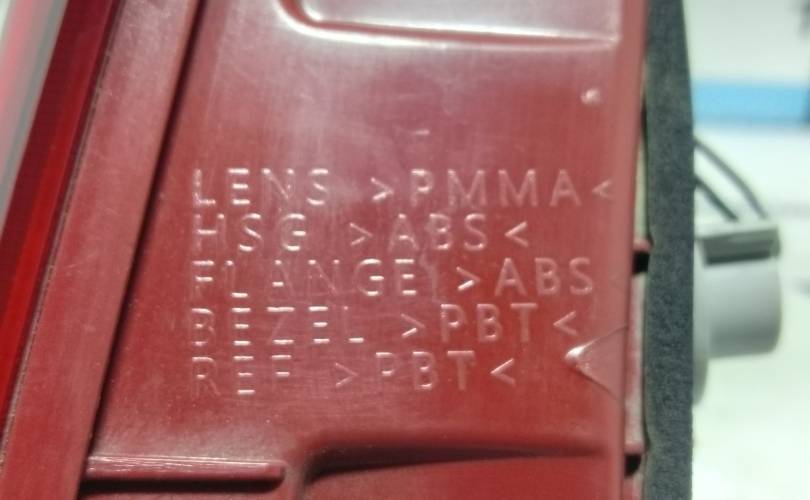 LENS >PMMA<
HSG >ABS<
FLANGE >ABS
BEZEL >PBT<
REF >PBT<